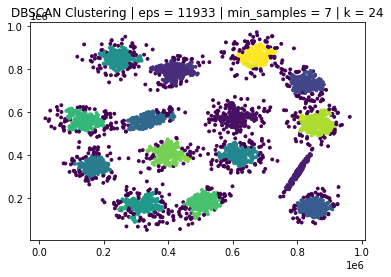 DBSCAN Clustering | eps = 11933 | min_samples = 7 | k = 24
1e6
1.0
0.8
0.6
0.4
0.2
0.0 0.2 0.4 0.6 0.8 1.0
1e6